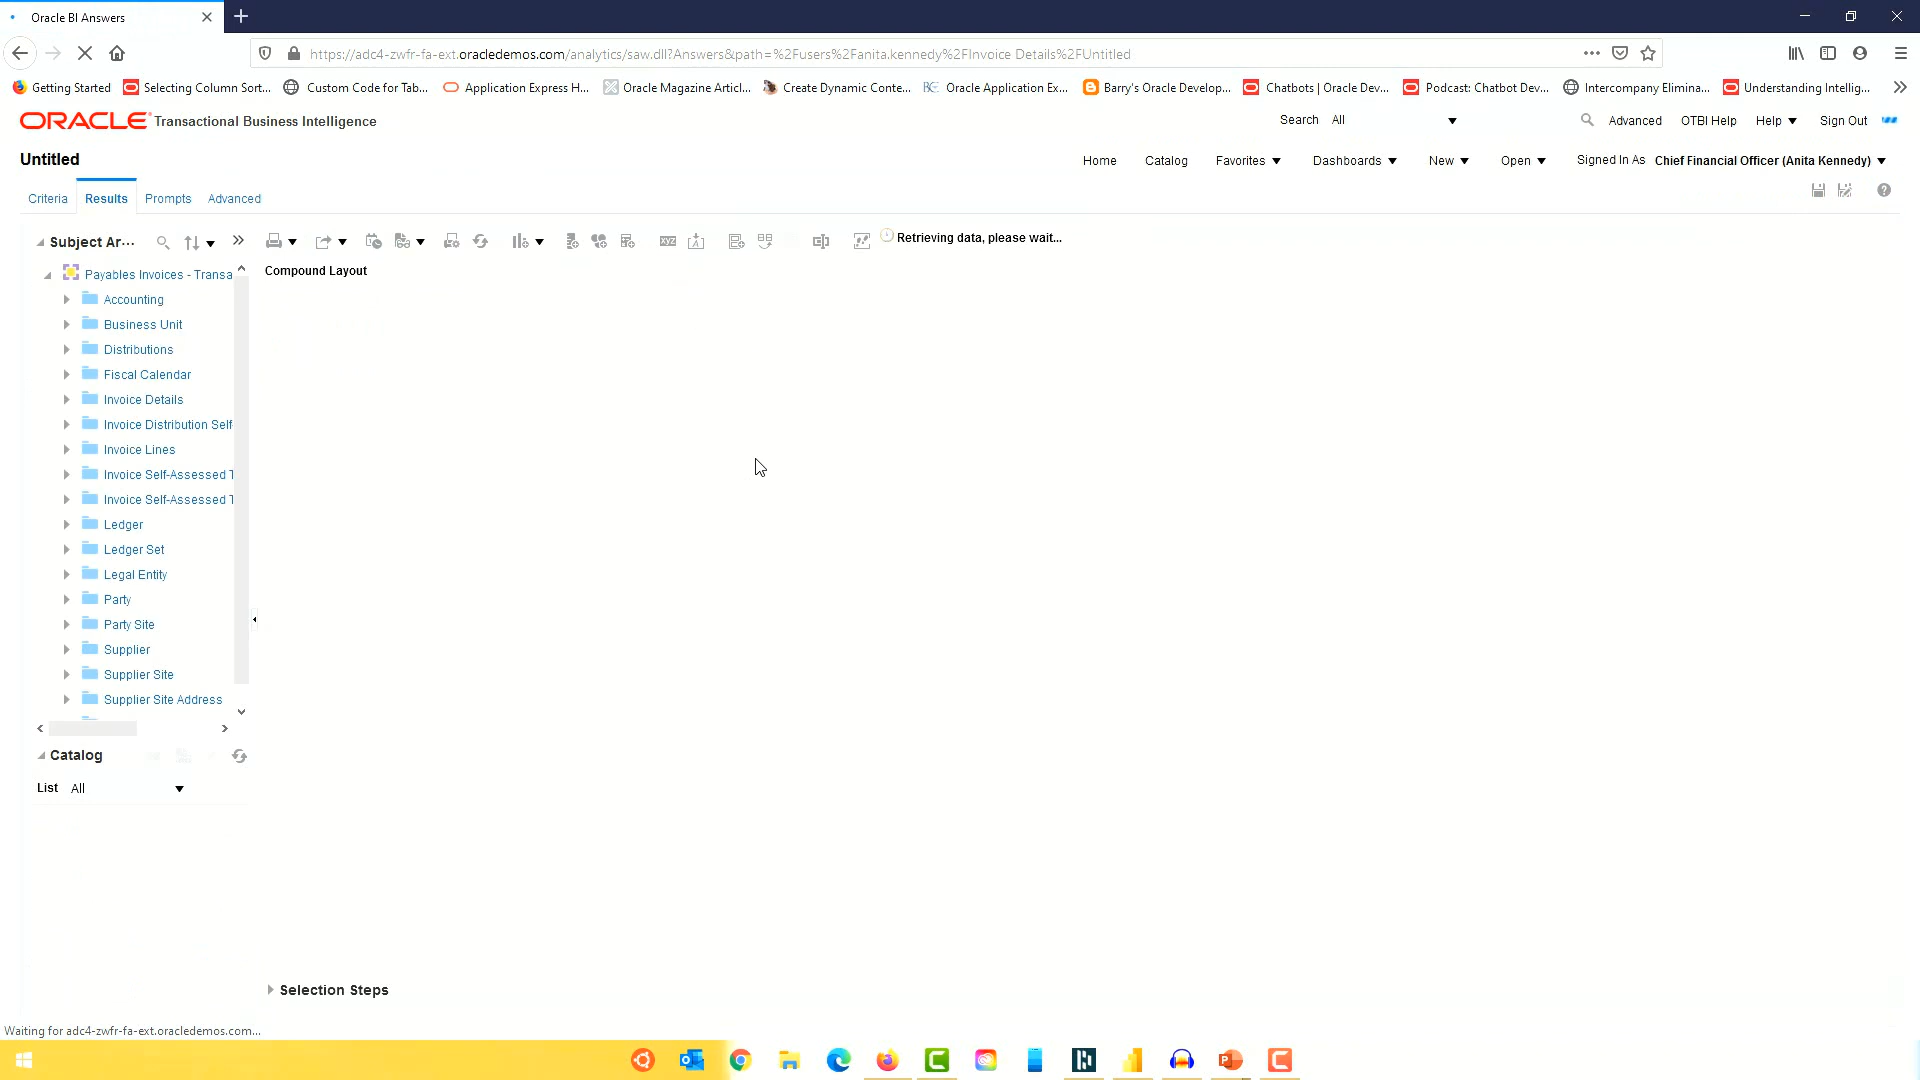 Oracle BI Answers
https://adc4-zwfr-fa-ext.oracledemos.com/analytics/saw.dll?Answers&path=%2Fusers%2Fanita.kennedy%2FInvoice Details%2FUntitled
Getting Started Selecting Column Sort... Custom Code for Tab... Application Express H... Oracle Magazine Articl... Create Dynamic Conte... Oracle Application Ex... Barry's Oracle Develop... Chatbots | Oracle Dev... Podcast: Chatbot Dev... Intercompany Elimina... Understanding Intellig...
ORACLE Transactional Business Intelligence
Search All Advanced OTBI Help Help Sign Out
Untitled
Home Catalog Favorites Dashboards New Open Signed In As Chief Financial Officer (Anita Kennedy)
Criteria Results Prompts Advanced
Subject Ar...
Retrieving data, please wait...
Compound Layout
Payables Invoices - Transa
Accounting
Business Unit
Distributions
Fiscal Calendar
Invoice Details
Invoice Distribution Self-
Invoice Lines
Invoice Self-Assessed T
Invoice Self-Assessed T
Ledger
Ledger Set
Legal Entity
Party
Party Site
Supplier
Supplier Site
Supplier Site Address
Catalog
List All
Selection Steps
Waiting for adc4-zwfr-fa-ext.oracledemos.com...